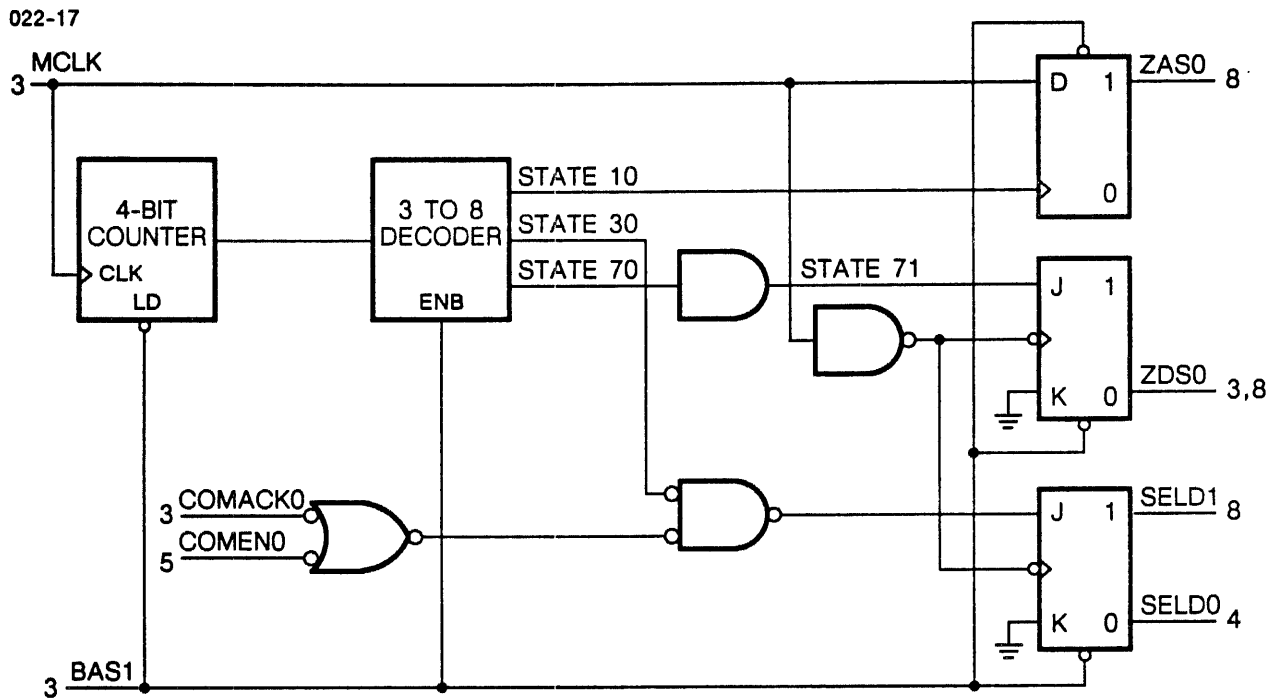 022-17
MCLK
3
D 1
ZAS0
8
STATE 10
0
4-BIT
COUNTER
CLK
LD
3 TO 8
DECODER
ENB
STATE 30
STATE 70
STATE 71
J 1
K 0
ZDS0
3,8
3 COMACK0
5 COMEN0
J 1
SELD1
8
K 0
SELD0
4
3 BAS1